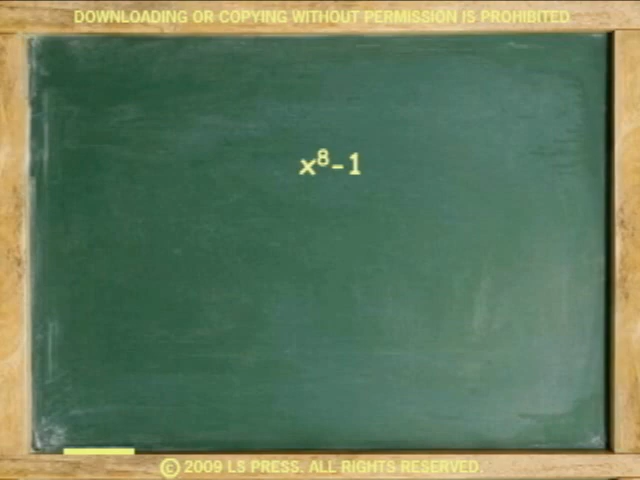 DOWNLOADING OR COPYING WITHOUT PERMISSION IS PROHIBITED
x⁸-1
© 2009 LS PRESS. ALL RIGHTS RESERVED.